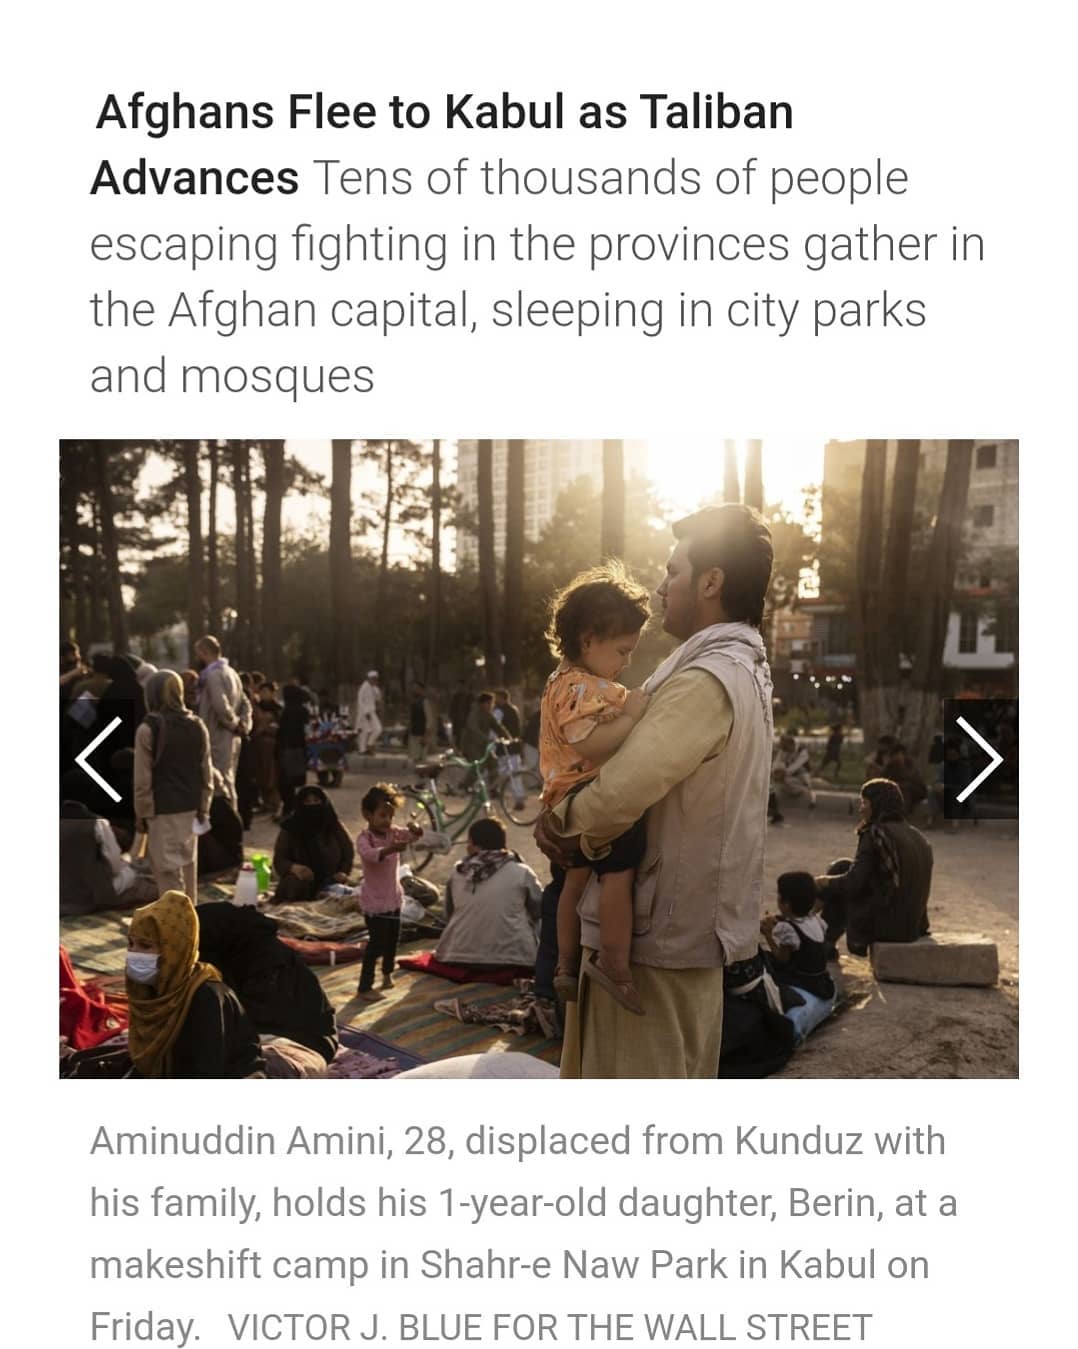 Afghans Flee to Kabul as Taliban
Advances Tens of thousands of people
escaping fighting in the provinces gather in
the Afghan capital, sleeping in city parks
and mosques
Aminuddin Amini, 28, displaced from Kunduz with
his family, holds his 1-year-old daughter, Berin, at a
makeshift camp in Shahr-e Naw Park in Kabul on
Friday. VICTOR J. BLUE FOR THE WALL STREET